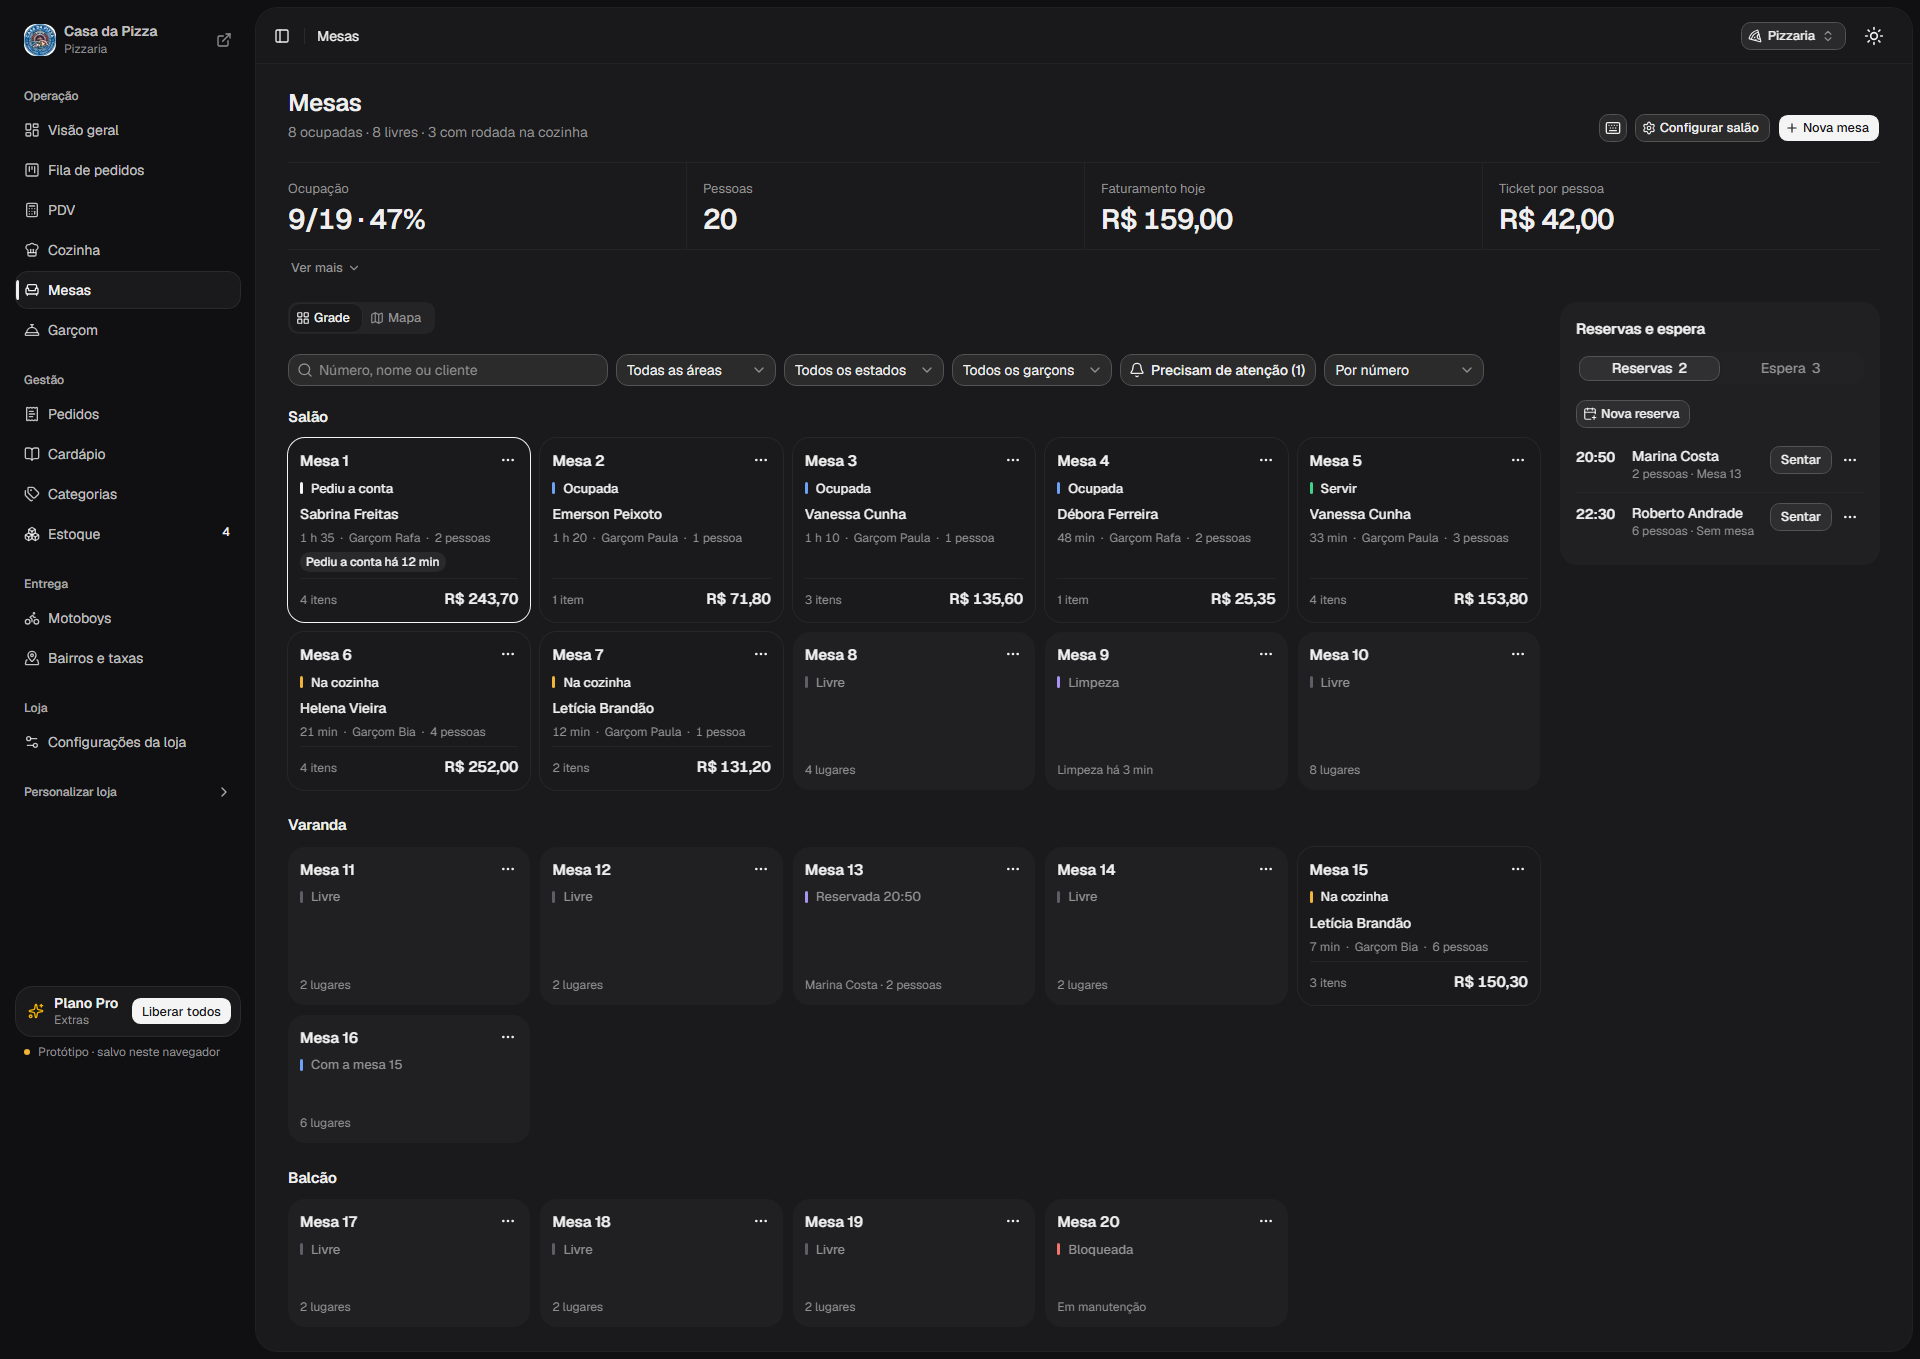 Casa da Pizza
Pizzaria
Operação
Visão geral
Fila de pedidos
PDV
Cozinha
Mesas
Garçom
Gestão
Pedidos
Cardápio
Categorias
Estoque 4
Entrega
Motoboys
Bairros e taxas
Loja
Configurações da loja
Personalizar loja
Plano Pro
Extras
Liberar todos
Protótipo · salvo neste navegador
Mesas
Pizzaria
Mesas
8 ocupadas · 8 livres · 3 com rodada na cozinha
Configurar salão
Nova mesa
Ocupação
9/19 · 47%
Pessoas
20
Faturamento hoje
R$ 159,00
Ticket por pessoa
R$ 42,00
Ver mais
Grade
Mapa
Número, nome ou cliente
Todas as áreas
Todos os estados
Todos os garçons
Precisam de atenção (1)
Por número
Salão
Mesa 1
Pediu a conta
Sabrina Freitas
1 h 35 · Garçom Rafa · 2 pessoas
Pediu a conta há 12 min
4 itens R$ 243,70
Mesa 2
Ocupada
Emerson Peixoto
1 h 20 · Garçom Paula · 1 pessoa
1 item R$ 71,80
Mesa 3
Ocupada
Vanessa Cunha
1 h 10 · Garçom Paula · 1 pessoa
3 itens R$ 135,60
Mesa 4
Ocupada
Débora Ferreira
48 min · Garçom Rafa · 2 pessoas
1 item R$ 25,35
Mesa 5
Servir
Vanessa Cunha
33 min · Garçom Paula · 3 pessoas
4 itens R$ 153,80
Mesa 6
Na cozinha
Helena Vieira
21 min · Garçom Bia · 4 pessoas
4 itens R$ 252,00
Mesa 7
Na cozinha
Letícia Brandão
12 min · Garçom Paula · 1 pessoa
2 itens R$ 131,20
Mesa 8
Livre
4 lugares
Mesa 9
Limpeza
Limpeza há 3 min
Mesa 10
Livre
8 lugares
Varanda
Mesa 11
Livre
2 lugares
Mesa 12
Livre
2 lugares
Mesa 13
Reservada 20:50
Marina Costa · 2 pessoas
Mesa 14
Livre
2 lugares
Mesa 15
Na cozinha
Letícia Brandão
7 min · Garçom Bia · 6 pessoas
3 itens R$ 150,30
Mesa 16
Com a mesa 15
6 lugares
Balcão
Mesa 17
Livre
2 lugares
Mesa 18
Livre
2 lugares
Mesa 19
Livre
2 lugares
Mesa 20
Bloqueada
Em manutenção
Reservas e espera
Reservas 2
Espera 3
Nova reserva
20:50 Marina Costa
2 pessoas · Mesa 13
Sentar
22:30 Roberto Andrade
6 pessoas · Sem mesa
Sentar